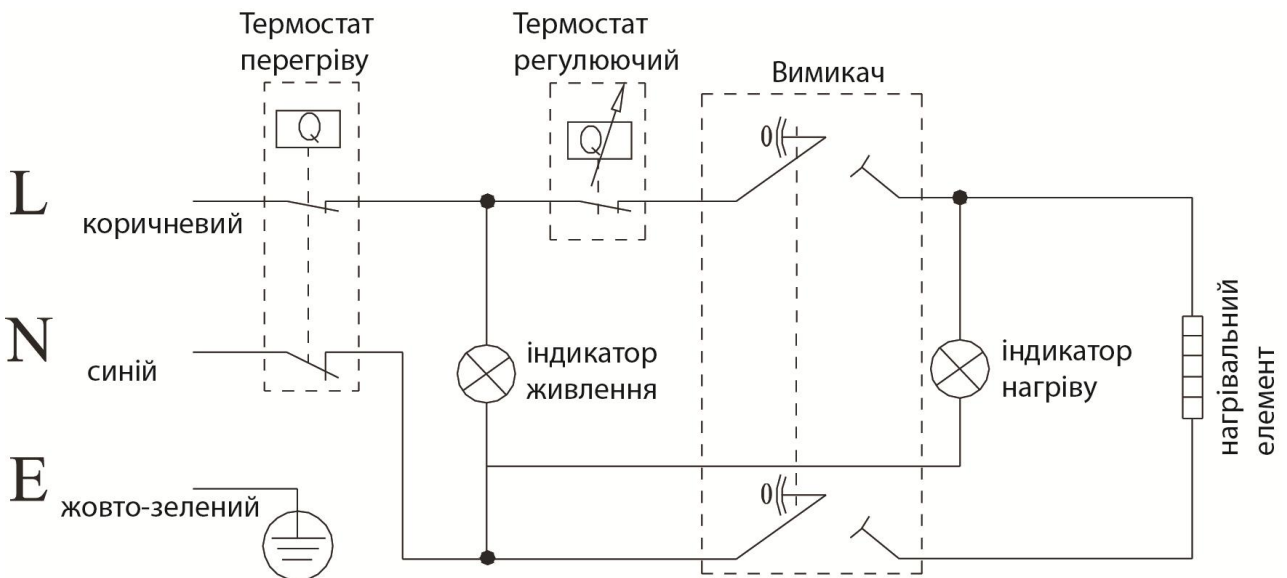 Термостат
перегріву
Термостат
регулюючий
Вимикач
Q
Q
0
L
коричневий
N
синій
індикатор
живлення
індикатор
нагріву
нагрівальний
елемент
E
жовто-зелений
0